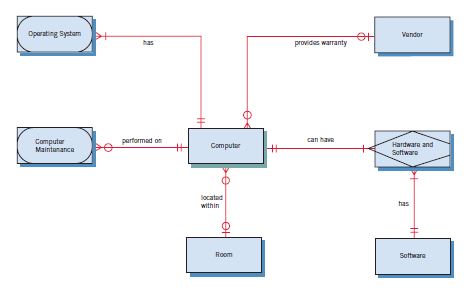 Operating System
has
provides warranty
Vendor
Computer
Maintenance
performed on
Computer
can have
Hardware and
Software
located
within
has
Room
Software